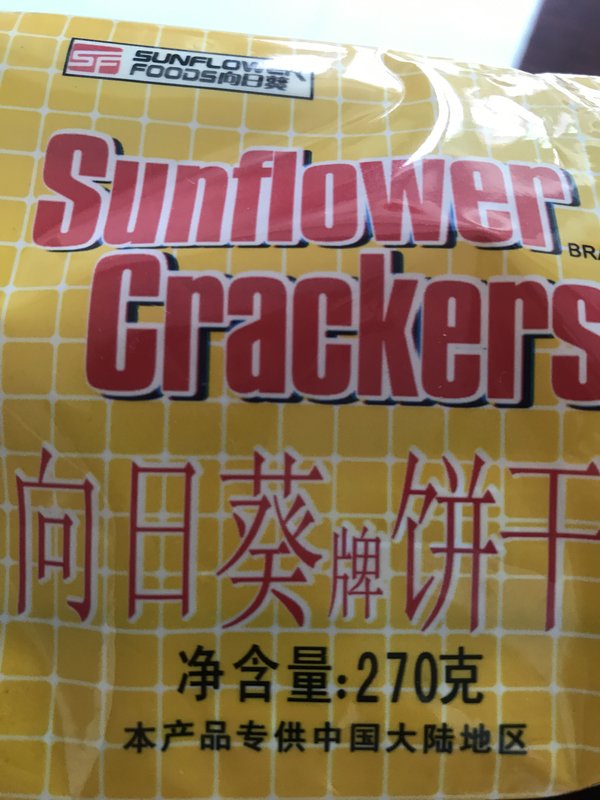 SF SUNFLOWER
FOODS向日葵
Sunflower
Crackers
向日葵牌饼干
净含量:270克
本产品专供中国大陆地区